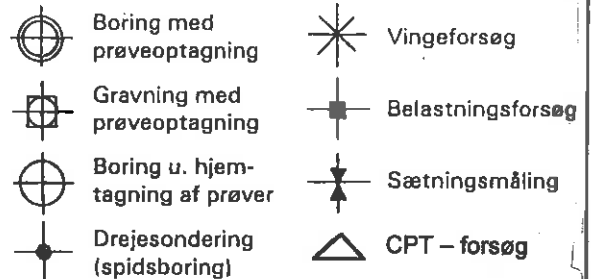 Boring med
prøveoptagning
Gravning med
prøveoptagning
Boring u. hjem-
tagning af prøver
Drejesondering
(spidsboring)
Vingeforsøg
Belastningsforsøg
Sætningsmåling
CPT – forsøg